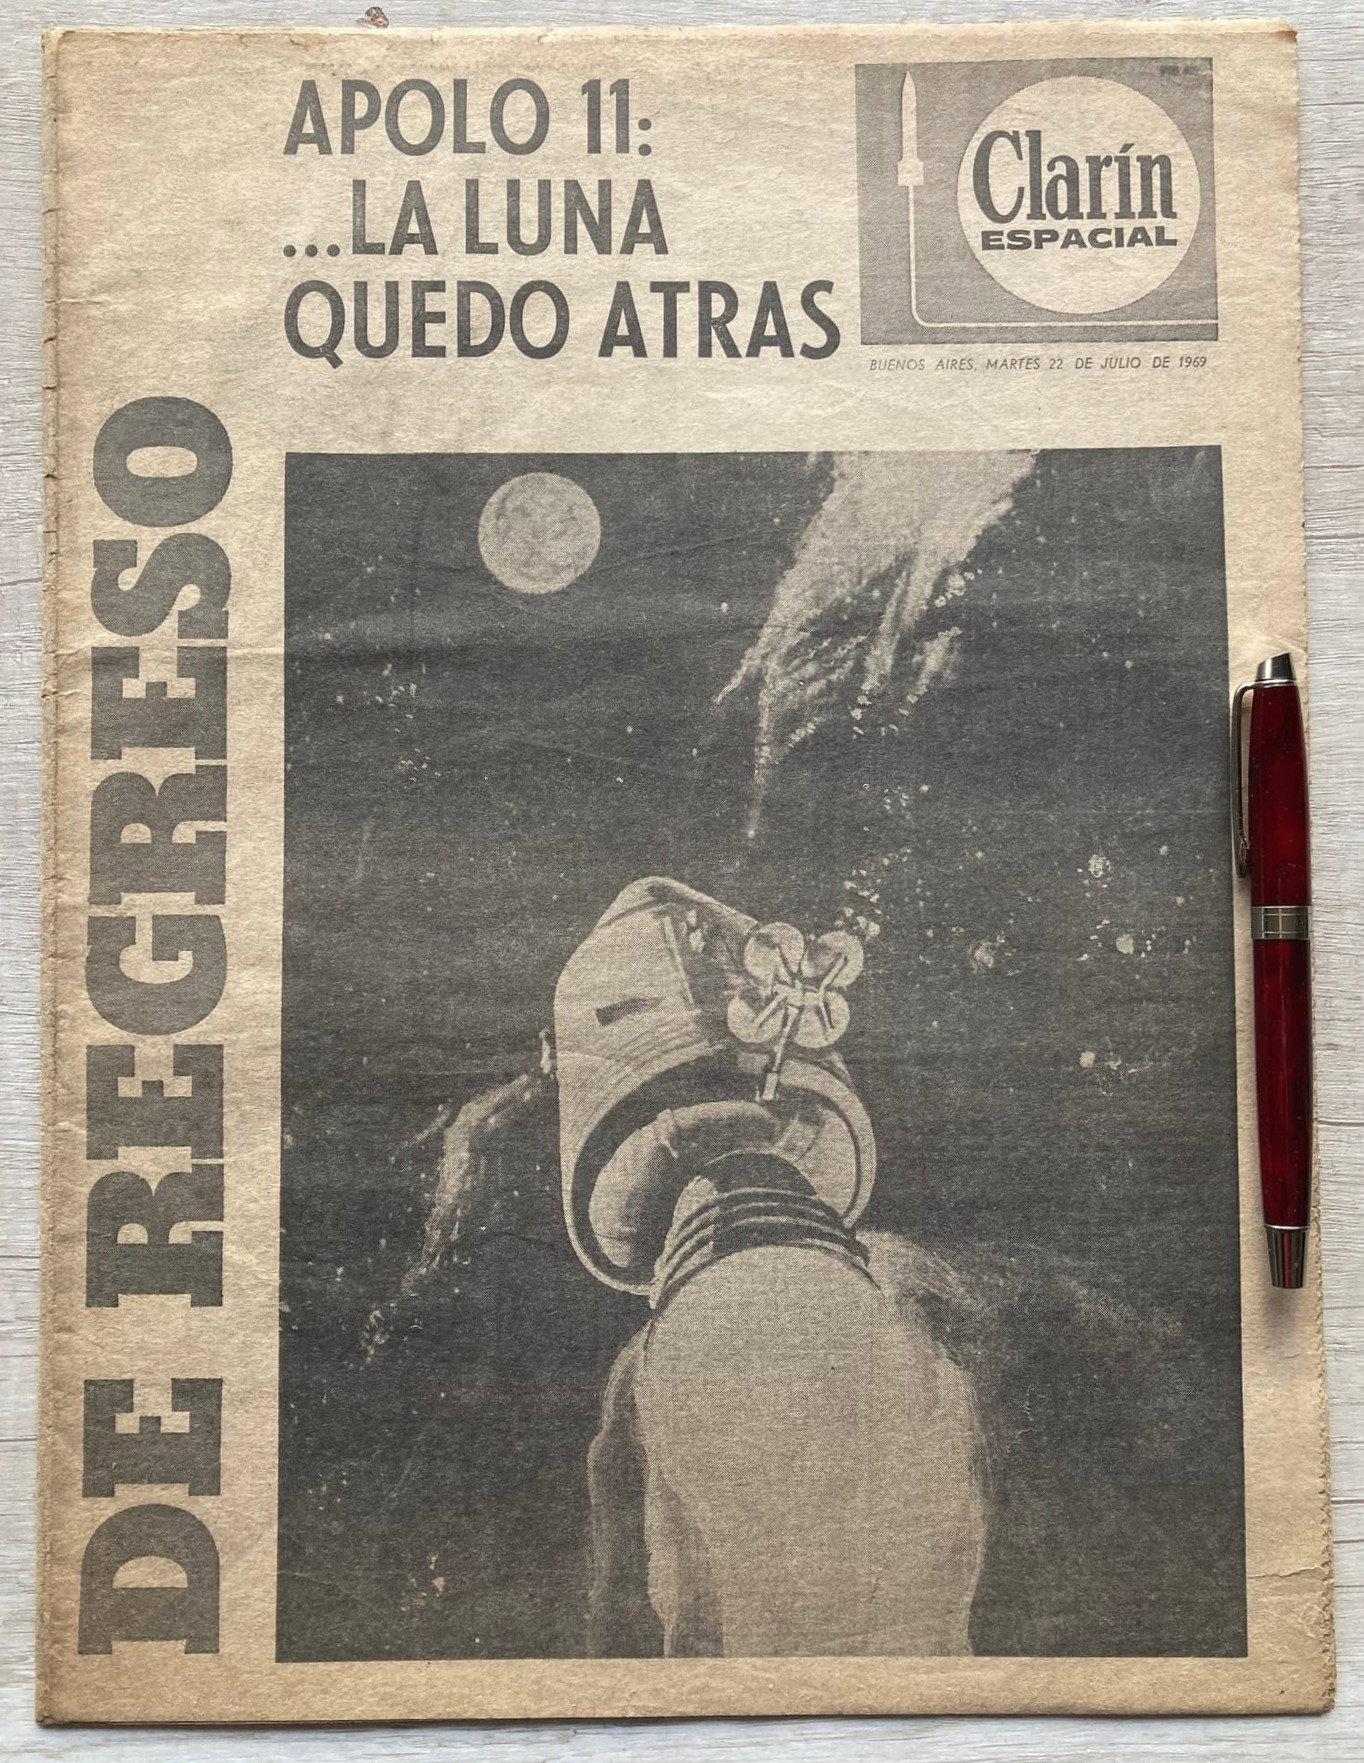 APOLO 11:
...LA LUNA
QUEDO ATRAS
Clarín
ESPACIAL
BUENOS AIRES, MARTES 22 DE JULIO DE 1969
DE REGRESO